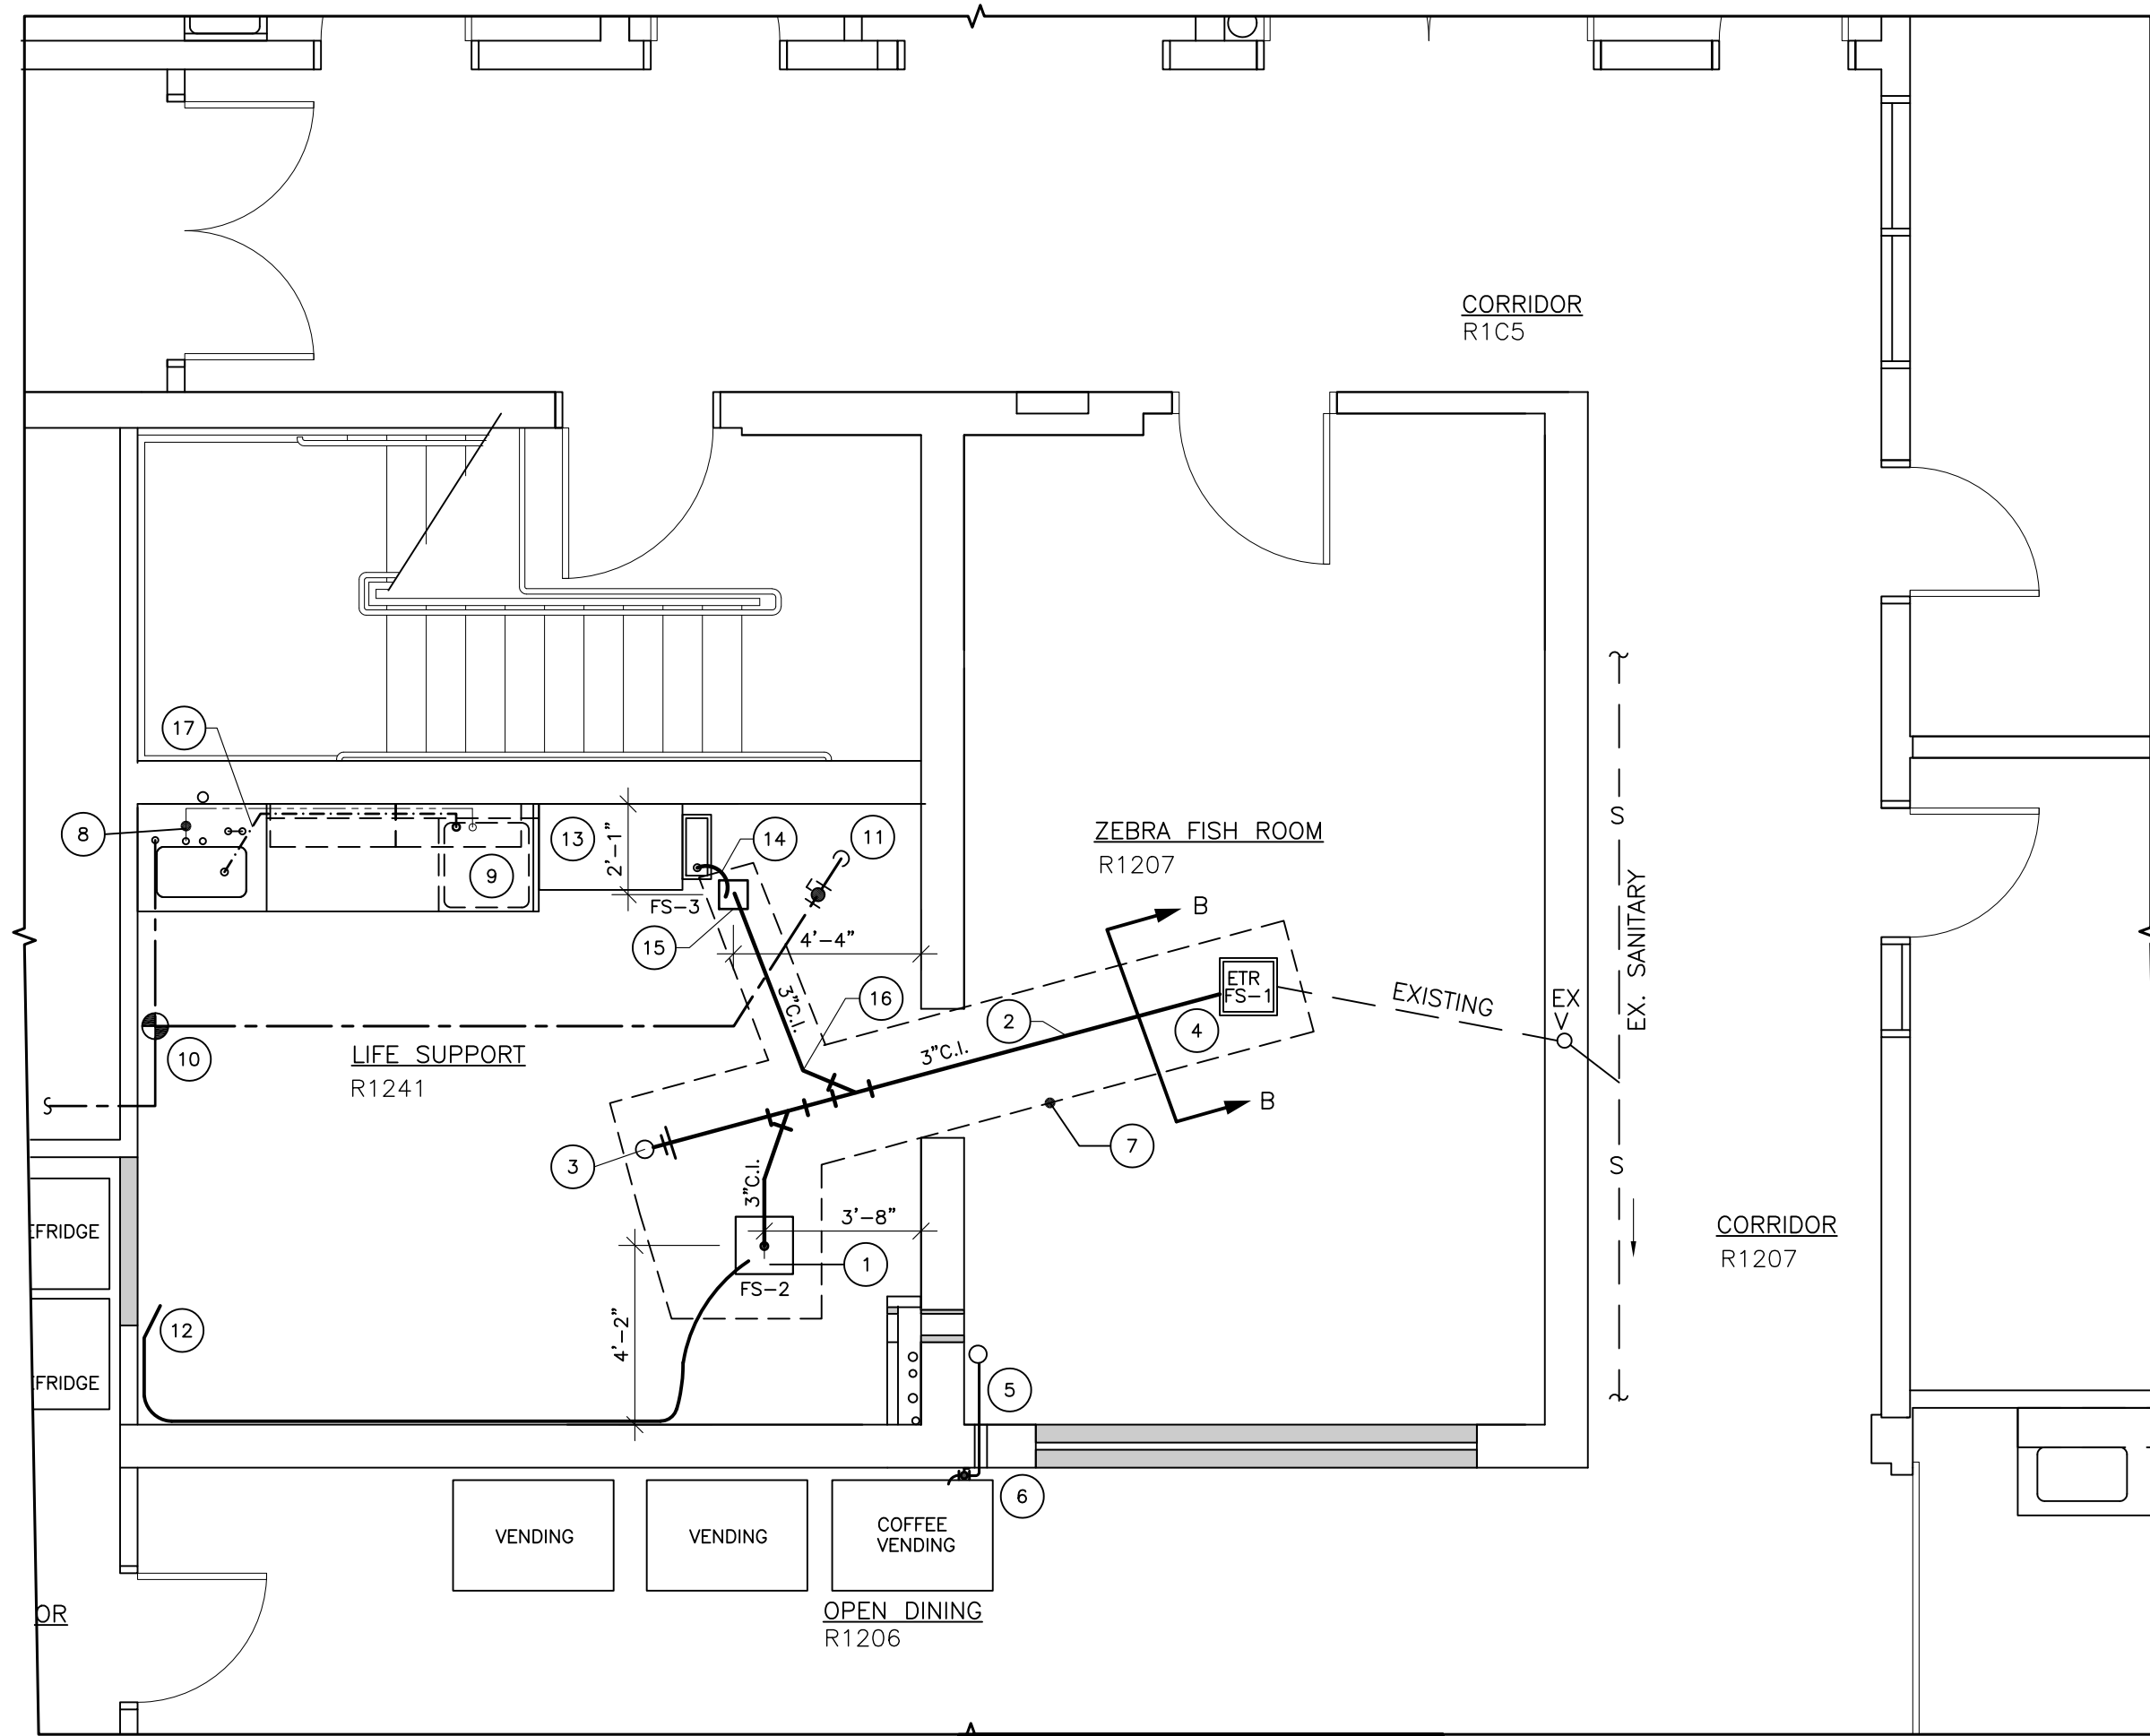 CORRIDOR
R1C5
17
8
9
13
2'-1"
14
11
FS-3
15
4'-4"
3"C.I.
16
ZEBRA FISH ROOM
R1207
B
S
EX. SANITARY
2
4
ETR
FS-1
EXISTING
EX
V
3"C.I.
10
LIFE SUPPORT
R1241
B
7
3
3"C.I.
3'-8"
1
FS-2
4'-2"
12
S
CORRIDOR
R1207
EFRIDGE
EFRIDGE
5
6
VENDING
VENDING
COFFEE
VENDING
OR
OPEN DINING
R1206